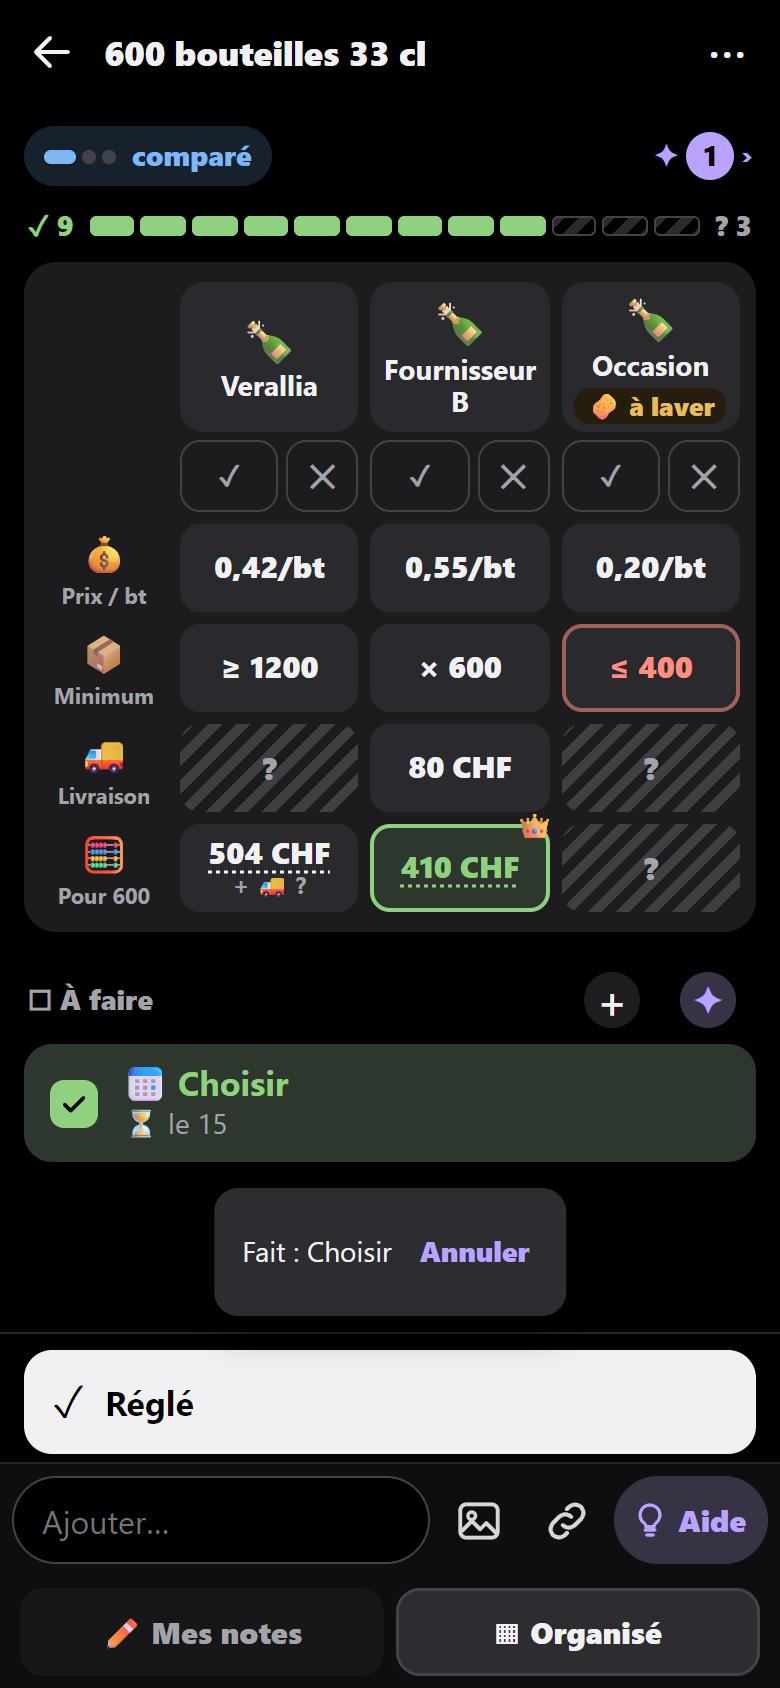 600 bouteilles 33 cl
comparé
1
✓ 9
? 3
Verallia
Fournisseur
B
Occasion
à laver
Prix / bt
0,42/bt
0,55/bt
0,20/bt
Minimum
≥ 1200
× 600
≤ 400
Livraison
?
80 CHF
?
Pour 600
504 CHF
+ 🚚 ?
410 CHF
?
À faire
+
Choisir
le 15
Fait : Choisir Annuler
✓ Réglé
Ajouter...
Aide
Mes notes
Organisé